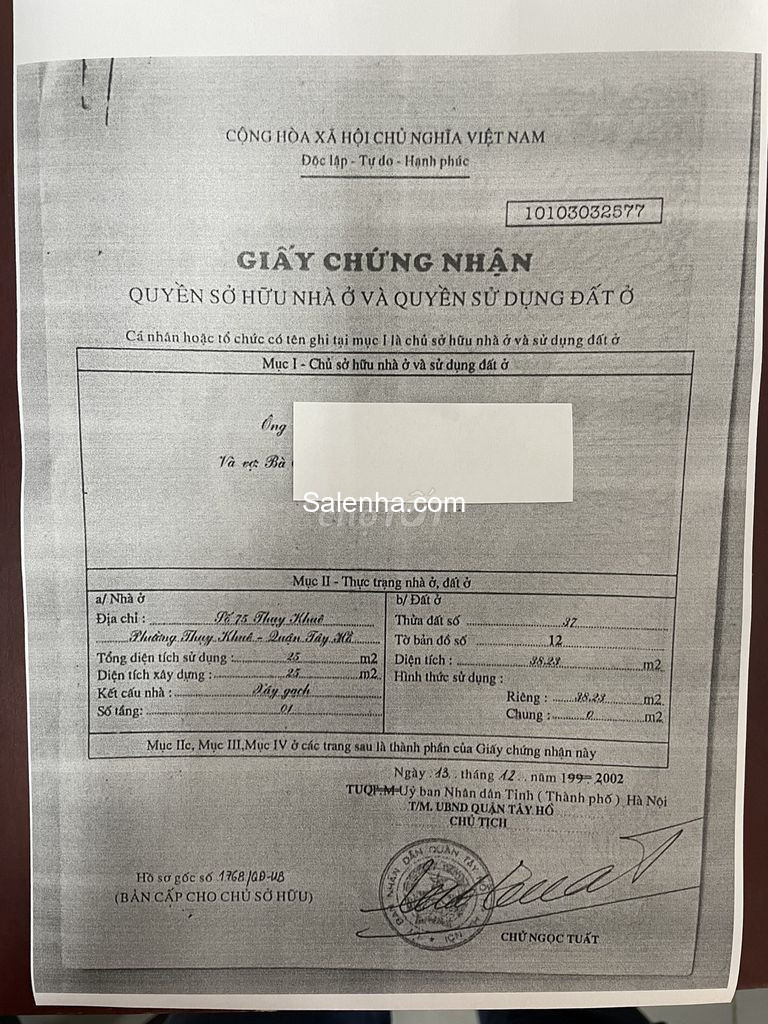 CỘNG HÒA XÃ HỘI CHỦ NGHĨA VIỆT NAM
Độc lập - Tự do - Hạnh phúc
10103032577
GIẤY CHỨNG NHẬN
QUYỀN SỞ HỮU NHÀ Ở VÀ QUYỀN SỬ DỤNG ĐẤT Ở
Cá nhân hoặc tổ chức có tên ghi tại mục I là chủ sở hữu nhà ở và sử dụng đất ở
Mục I - Chủ sở hữu nhà ở và sử dụng đất ở
Ông
Và vợ: Bà
Salenha.com
Mục II - Thực trạng nhà ở, đất ở
a/ Nhà ở
Địa chỉ : Số 75 Thụy Khuê
Phường Thụy Khuê - Quận Tây Hồ
Tổng diện tích sử dụng : 25 m2
Diện tích xây dựng : 25 m2
Kết cấu nhà : Xây gạch
Số tầng: 01
b/ Đất ở
Thửa đất số 37
Tờ bản đồ số 12
Diện tích : 38,23 m2
Hình thức sử dụng :
Riêng : 38,23 m2
Chung : 0 m2
Mục IIc, Mục III,Mục IV ở các trang sau là thành phần của Giấy chứng nhận này
Ngày 13 tháng 12 năm 199 2002
TUQ Uỷ ban Nhân dân Tỉnh ( Thành phố ) Hà Nội
T/M. UBND QUẬN TÂY HỒ
CHỦ TỊCH
Hồ sơ gốc số 1768/QĐ-UB
(BẢN CẤP CHO CHỦ SỞ HỮU)
CHỬ NGỌC TUẤT